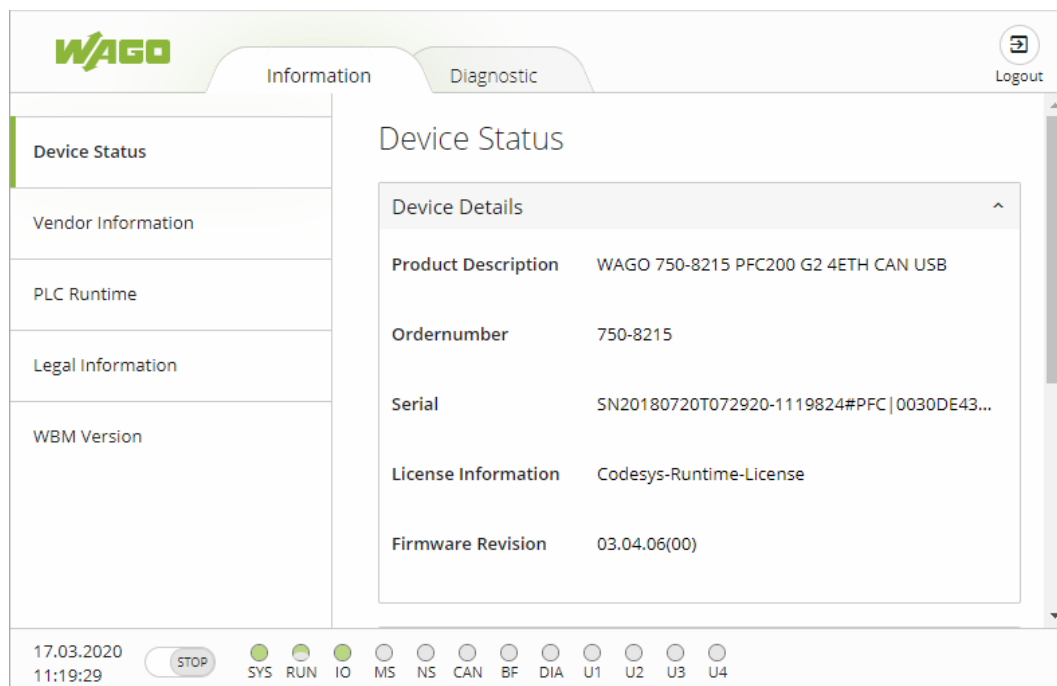 WAGO
Information
Diagnostic
Logout
Device Status
Vendor Information
PLC Runtime
Legal Information
WBM Version
Device Status
Device Details
Product Description WAGO 750-8215 PFC200 G2 4ETH CAN USB
Ordernumber 750-8215
Serial SN20180720T072920-1119824#PFC|0030DE43...
License Information Codesys-Runtime-License
Firmware Revision 03.04.06(00)
17.03.2020
11:19:29
STOP
SYS RUN IO MS NS CAN BF DIA U1 U2 U3 U4